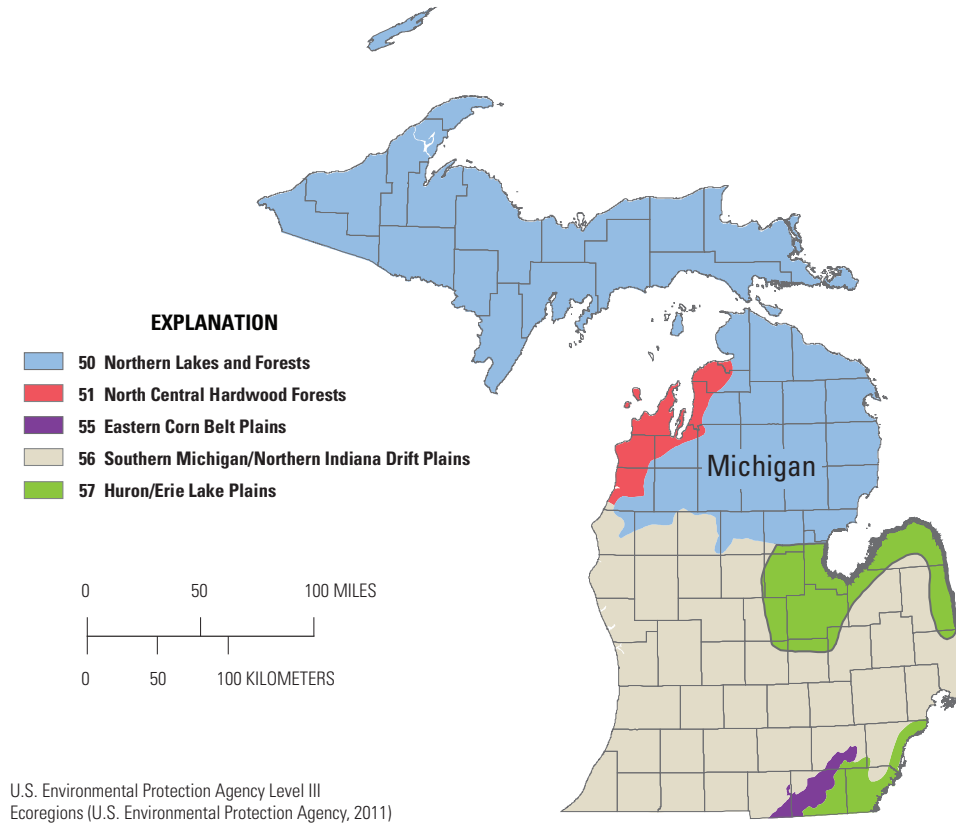 EXPLANATION
50 Northern Lakes and Forests
51 North Central Hardwood Forests
55 Eastern Corn Belt Plains
56 Southern Michigan/Northern Indiana Drift Plains
57 Huron/Erie Lake Plains
Michigan
0 50 100 MILES
0 50 100 KILOMETERS
U.S. Environmental Protection Agency Level III
Ecoregions (U.S. Environmental Protection Agency, 2011)